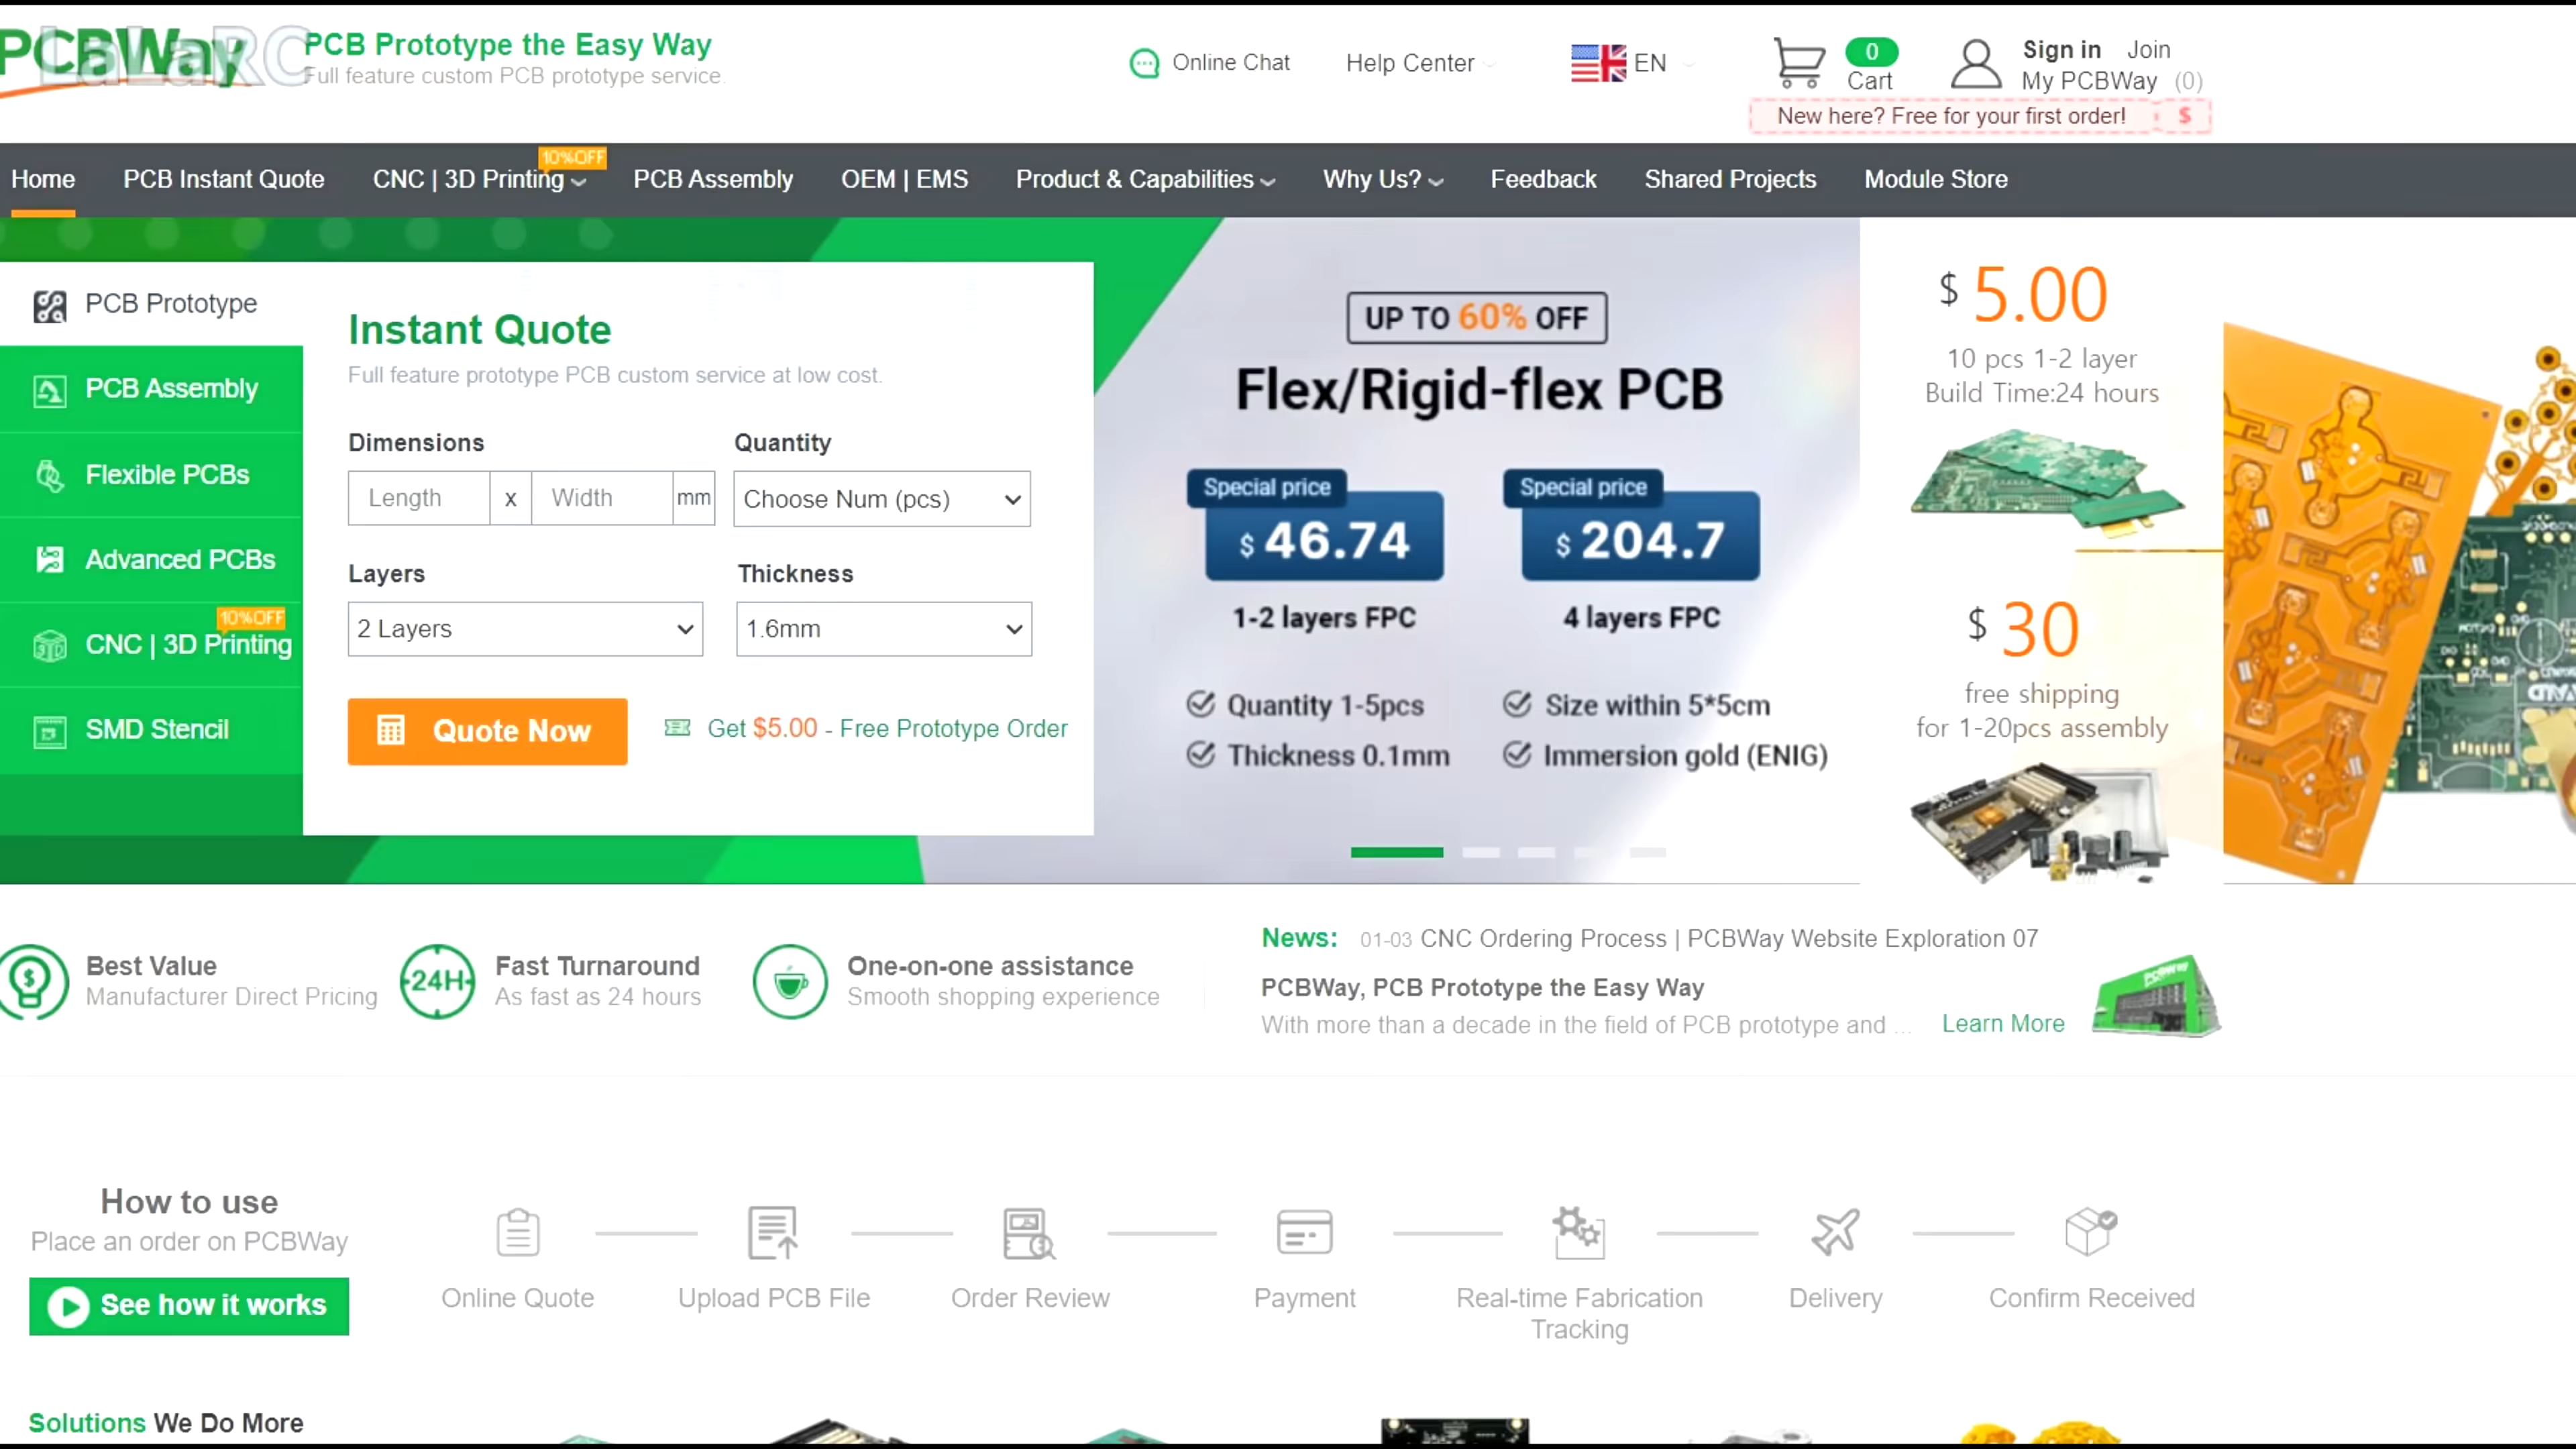 PCBWay
LaLaRC
PCB Prototype the Easy Way
Full feature custom PCB prototype service
Online Chat
Help Center
EN
0
Cart
Sign in Join
My PCBWay (0)
New here? Free for your first order! $
Home
PCB Instant Quote
CNC | 3D Printing
10%OFF
PCB Assembly
OEM | EMS
Product & Capabilities
Why Us?
Feedback
Shared Projects
Module Store
PCB Prototype
PCB Assembly
Flexible PCBs
Advanced PCBs
10%OFF
CNC | 3D Printing
SMD Stencil
Instant Quote
Full feature prototype PCB custom service at low cost.
Dimensions
Quantity
Length x Width mm
Choose Num (pcs)
Layers
Thickness
2 Layers
1.6mm
Quote Now
Get $5.00 - Free Prototype Order
UP TO 60% OFF
Flex/Rigid-flex PCB
Special price
$ 46.74
1-2 layers FPC
Special price
$ 204.7
4 layers FPC
Quantity 1-5pcs
Size within 5*5cm
Thickness 0.1mm
Immersion gold (ENIG)
$ 5.00
10 pcs 1-2 layer
Build Time:24 hours
$ 30
free shipping
for 1-20pcs assembly
Best Value
Manufacturer Direct Pricing
24H
Fast Turnaround
As fast as 24 hours
One-on-one assistance
Smooth shopping experience
News: 01-03 CNC Ordering Process | PCBWay Website Exploration 07
PCBWay, PCB Prototype the Easy Way
With more than a decade in the field of PCB prototype and ...
Learn More
PCBWay
How to use
Place an order on PCBWay
See how it works
Online Quote
Upload PCB File
Order Review
Payment
Real-time Fabrication
Tracking
Delivery
Confirm Received
Solutions We Do More